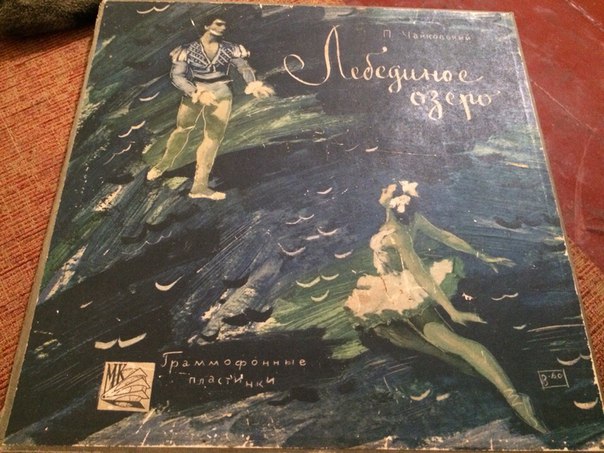 П. Чайковский
Лебединое
озеро
МК
Граммофонные
пластинки